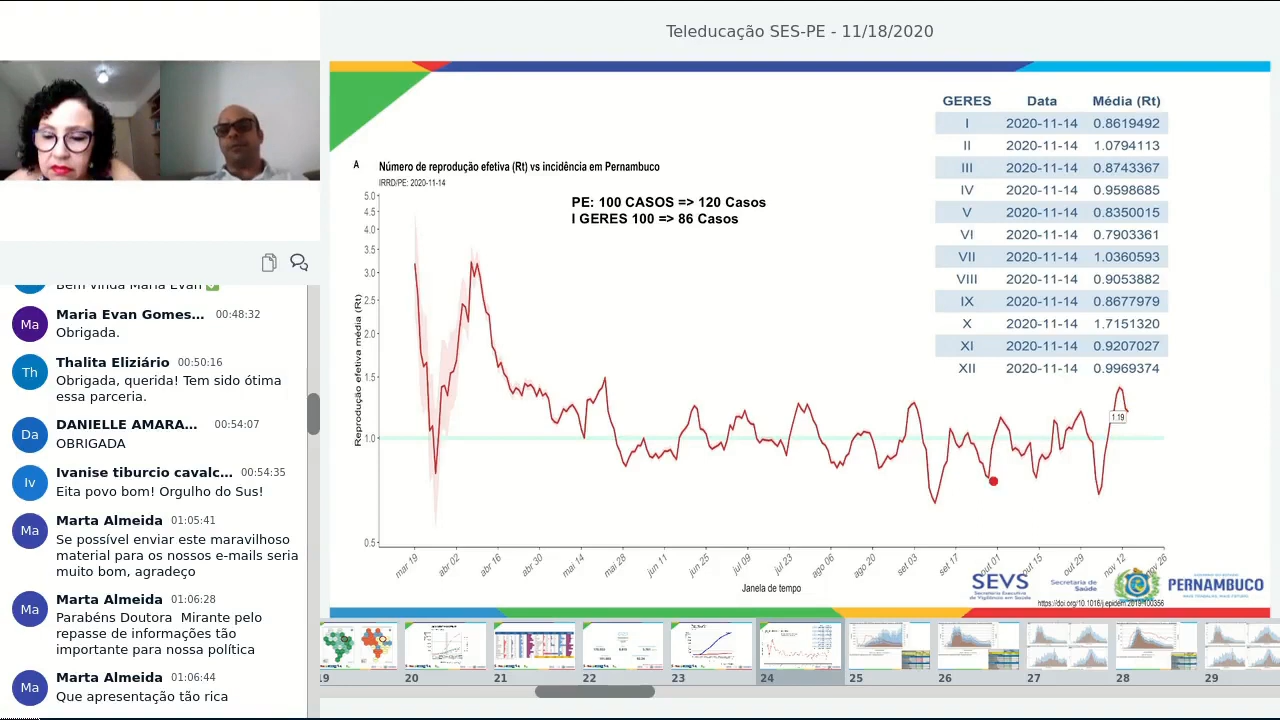 Teleducação SES-PE - 11/18/2020
Bem vinda Maria Evan ✅
Ma
Maria Evan Gomes... 00:48:32
Obrigada.
Th
Thalita Eliziário 00:50:16
Obrigada, querida! Tem sido ótima
essa parceria.
Da
DANIELLE AMARA... 00:54:07
OBRIGADA
Iv
Ivanise tiburcio cavalc... 00:54:35
Eita povo bom! Orgulho do Sus!
Ma
Marta Almeida 01:05:41
Se possível enviar este maravilhoso
material para os nossos e-mails seria
muito bom, agradeço
Ma
Marta Almeida 01:06:28
Parabéns Doutora Mirante pelo
repasse de informações tão
importante para nossa política
Ma
Marta Almeida 01:06:44
Que apresentação tão rica
A
Número de reprodução efetiva (Rt) vs incidência em Pernambuco
IRRD/PE: 2020-11-14
PE: 100 CASOS => 120 Casos
I GERES 100 => 86 Casos
GERES Data Média (Rt)
I 2020-11-14 0.8619492
II 2020-11-14 1.0794113
III 2020-11-14 0.8743367
IV 2020-11-14 0.9598685
V 2020-11-14 0.8350015
VI 2020-11-14 0.7903361
VII 2020-11-14 1.0360593
VIII 2020-11-14 0.9053882
IX 2020-11-14 0.8677979
X 2020-11-14 1.7151320
XI 2020-11-14 0.9207027
XII 2020-11-14 0.9969374
Reprodução efetiva média (Rt)
5.0
4.5
4.0
3.5
3.0
2.5
2.0
1.5
1.0
0.5
1.19
mar 19 abr 02 abr 16 abr 30 mai 14 mai 28 jun 11 jun 25 jul 09 jul 23 ago 06 ago 20 set 03 set 17 out 01 out 15 out 29 nov 12 nov 26
Janela de tempo
SEVS
Secretaria Executiva
de Vigilância em Saúde
Secretaria de
Saúde
PERNAMBUCO
19 20 21 22 23 24 25 26 27 28 29